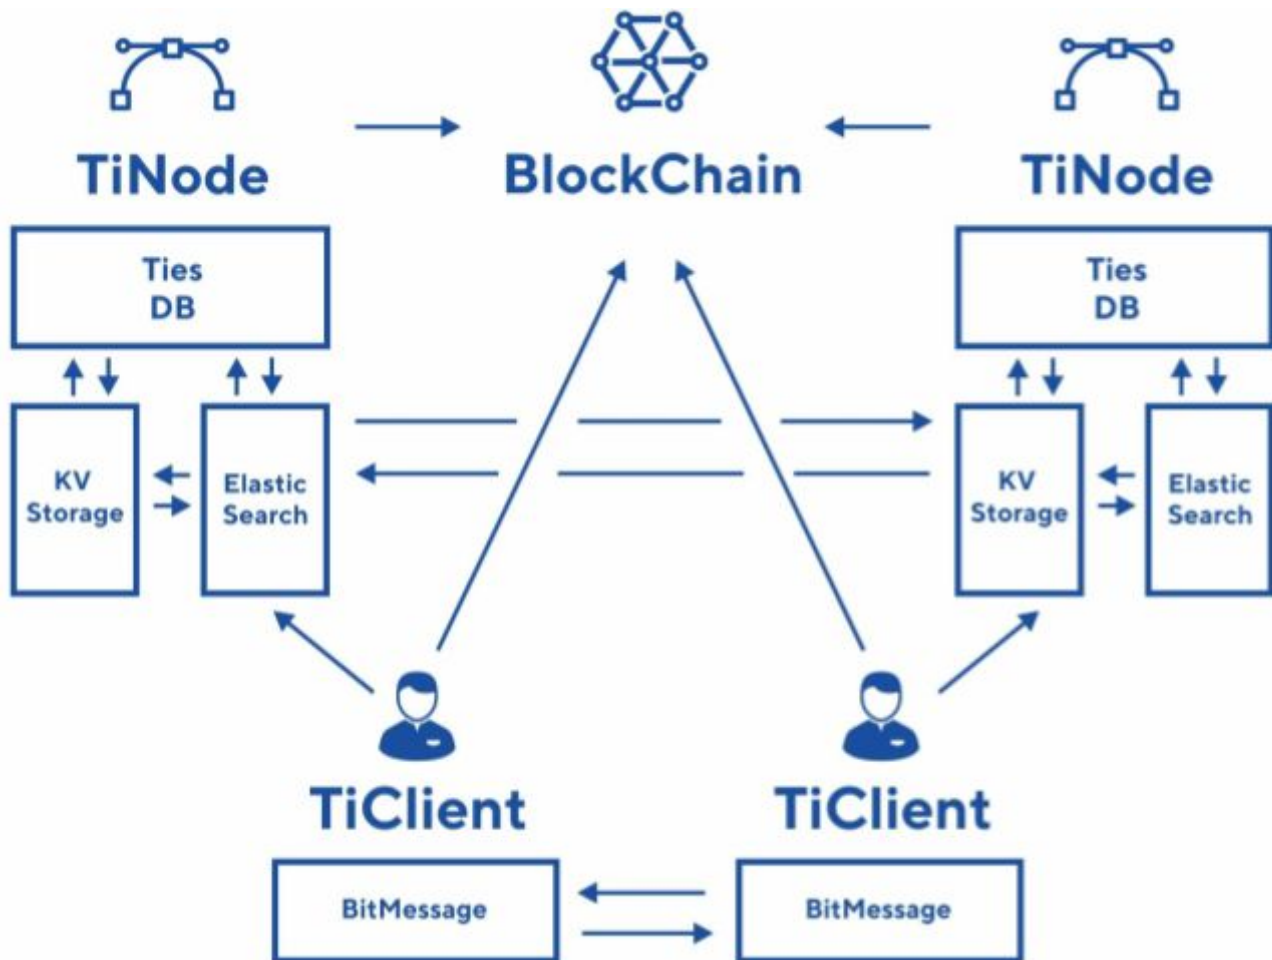 TiNode
BlockChain
TiNode
Ties
DB
Ties
DB
KV
Storage
Elastic
Search
KV
Storage
Elastic
Search
TiClient
TiClient
BitMessage
BitMessage